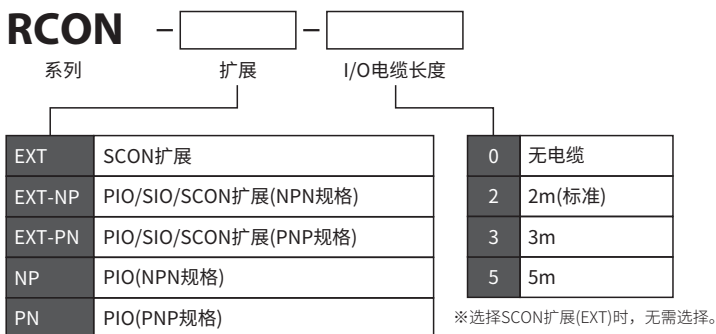 RCON – –
系列 扩展 I/O电缆长度
EXT SCON扩展
EXT-NP PIO/SIO/SCON扩展(NPN规格)
EXT-PN PIO/SIO/SCON扩展(PNP规格)
NP PIO(NPN规格)
PN PIO(PNP规格)
0 无电缆
2 2m(标准)
3 3m
5 5m
※选择SCON扩展(EXT)时，无需选择。